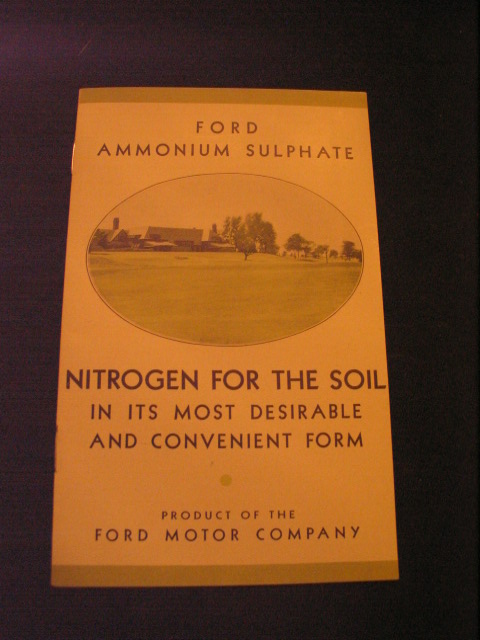 FORD
AMMONIUM SULPHATE
NITROGEN FOR THE SOIL
IN ITS MOST DESIRABLE
AND CONVENIENT FORM
PRODUCT OF THE
FORD MOTOR COMPANY